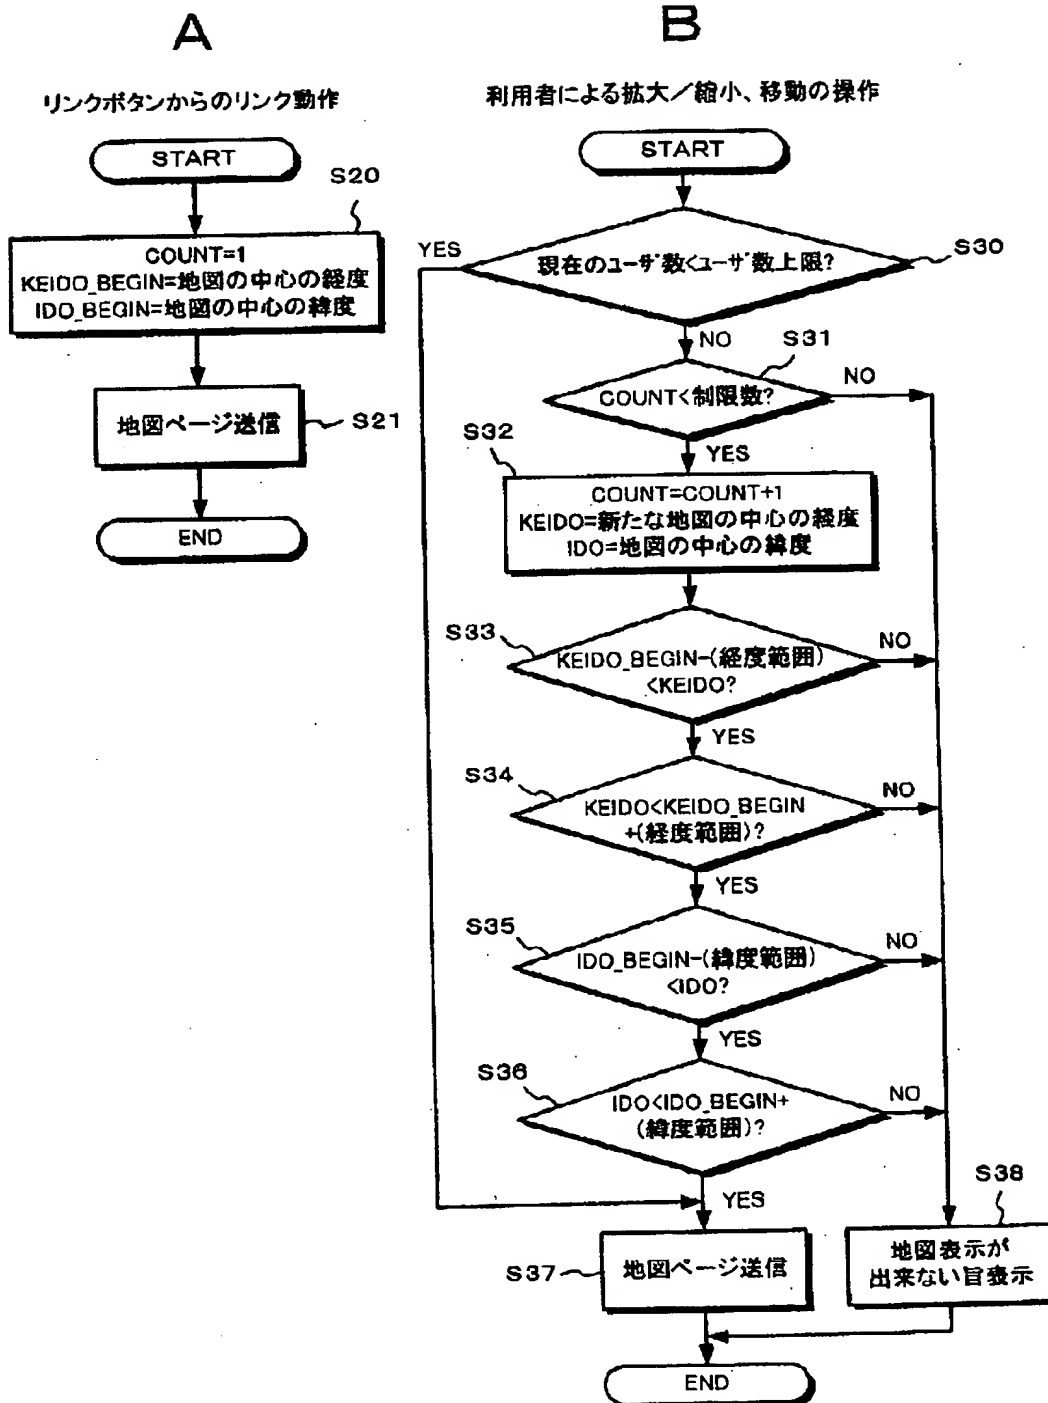 A
リンクボタンからのリンク動作
START
S20
COUNT=1
KEIDO_BEGIN=地図の中心の経度
IDO_BEGIN=地図の中心の緯度
地図ページ送信
S21
END
B
利用者による拡大／縮小、移動の操作
START
YES
現在のユーザ数<ユーザ数上限?
S30
NO
S31
COUNT<制限数?
NO
S32
YES
COUNT=COUNT+1
KEIDO=新たな地図の中心の経度
IDO=地図の中心の緯度
S33
KEIDO_BEGIN-(経度範囲)
<KEIDO?
NO
YES
S34
KEIDO<KEIDO_BEGIN
+(経度範囲)?
NO
YES
S35
IDO_BEGIN-(緯度範囲)
<IDO?
NO
YES
S36
IDO<IDO_BEGIN+
(緯度範囲)?
NO
YES
S38
S37
地図ページ送信
地図表示が
出来ない旨表示
END